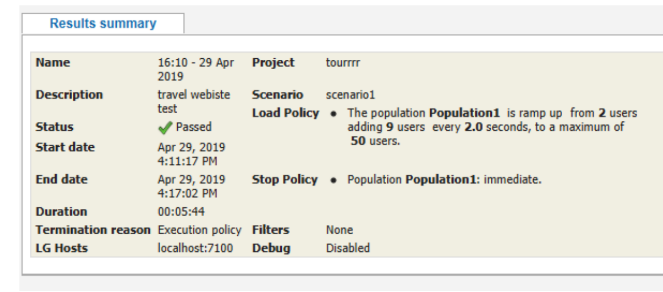 Results summary
Name 16:10 - 29 Apr 2019 Project tourrrr
Description travel webiste test Scenario scenario1
Load Policy • The population Population1 is ramp up from 2 users
adding 9 users every 2.0 seconds, to a maximum of
50 users.
Status Passed
Start date Apr 29, 2019 4:11:17 PM
End date Apr 29, 2019 4:17:02 PM Stop Policy • Population Population1: immediate.
Duration 00:05:44
Termination reason Execution policy Filters None
LG Hosts localhost:7100 Debug Disabled